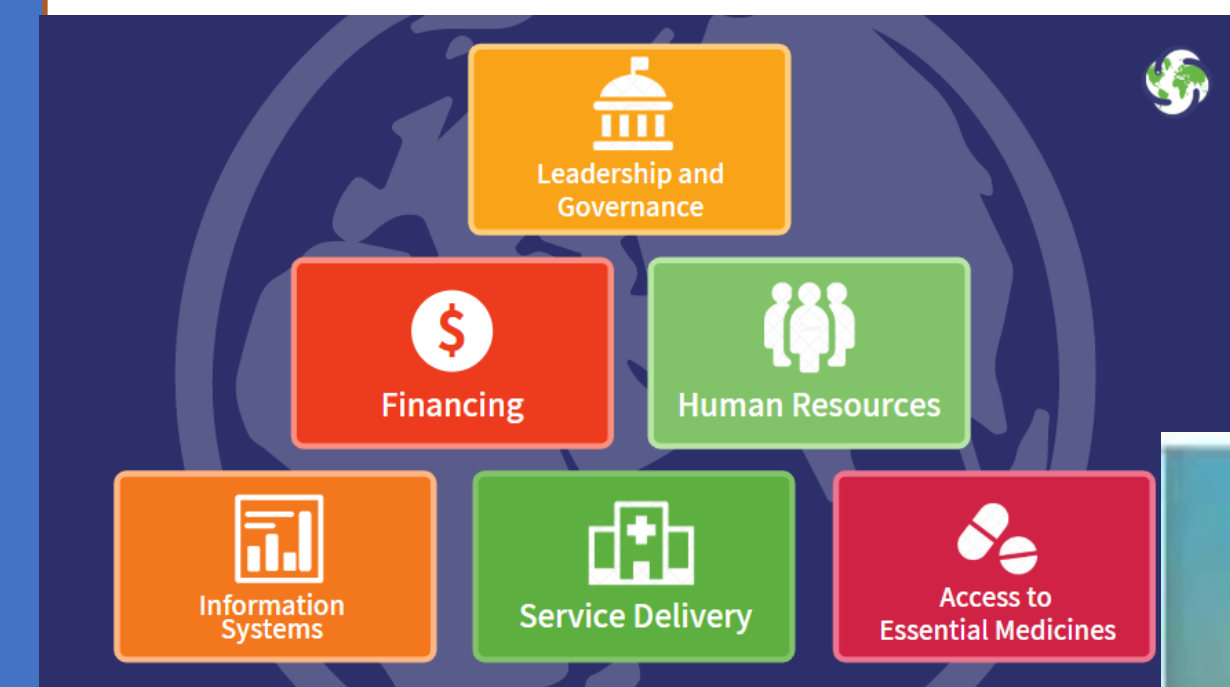 Leadership and
Governance
$
Financing
Human Resources
Information
Systems
Service Delivery
Access to
Essential Medicines